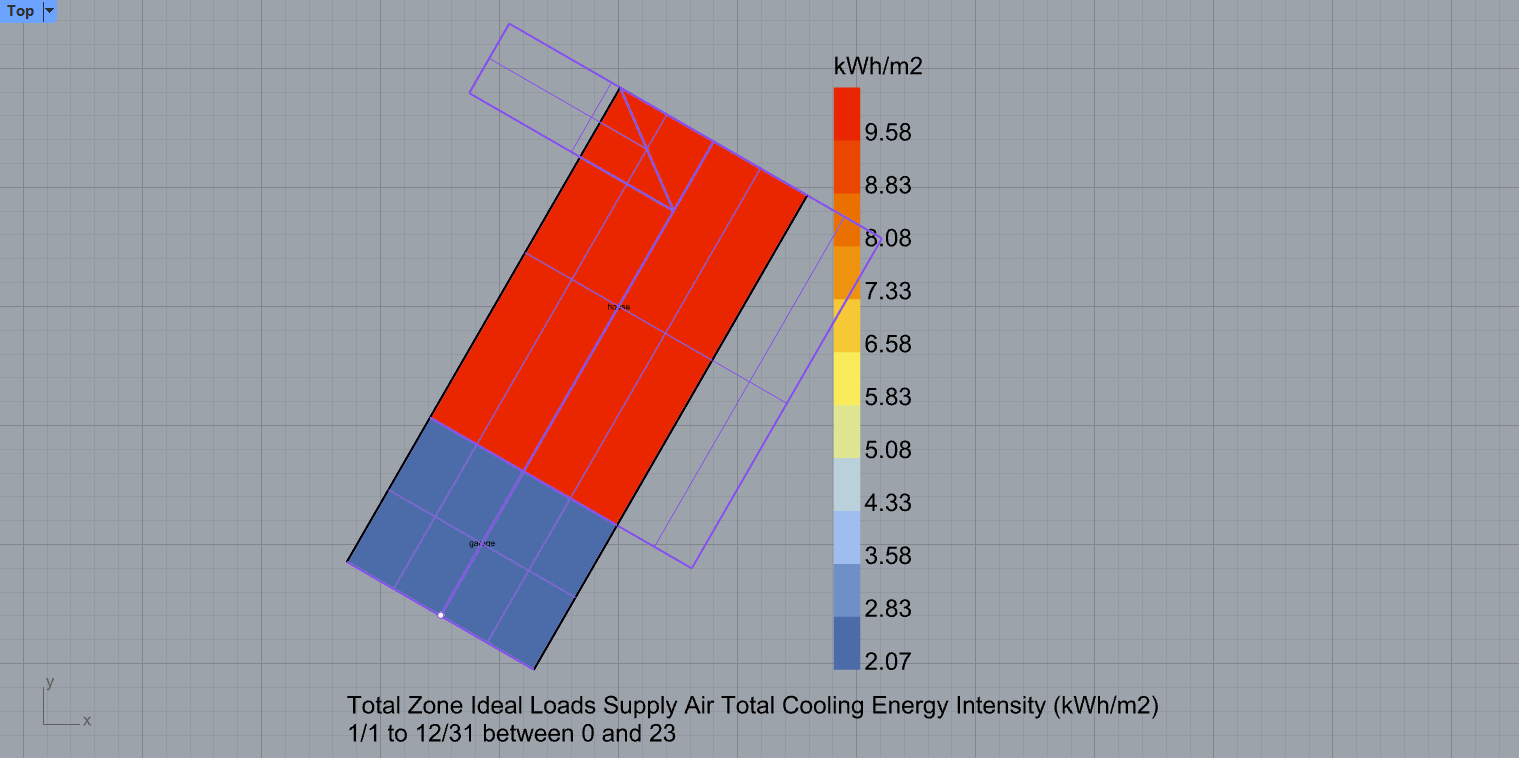 Top
kWh/m2
9.58
8.83
8.08
7.33
6.58
5.83
5.08
4.33
3.58
2.83
2.07
house
garage
y
x
Total Zone Ideal Loads Supply Air Total Cooling Energy Intensity (kWh/m2)
1/1 to 12/31 between 0 and 23